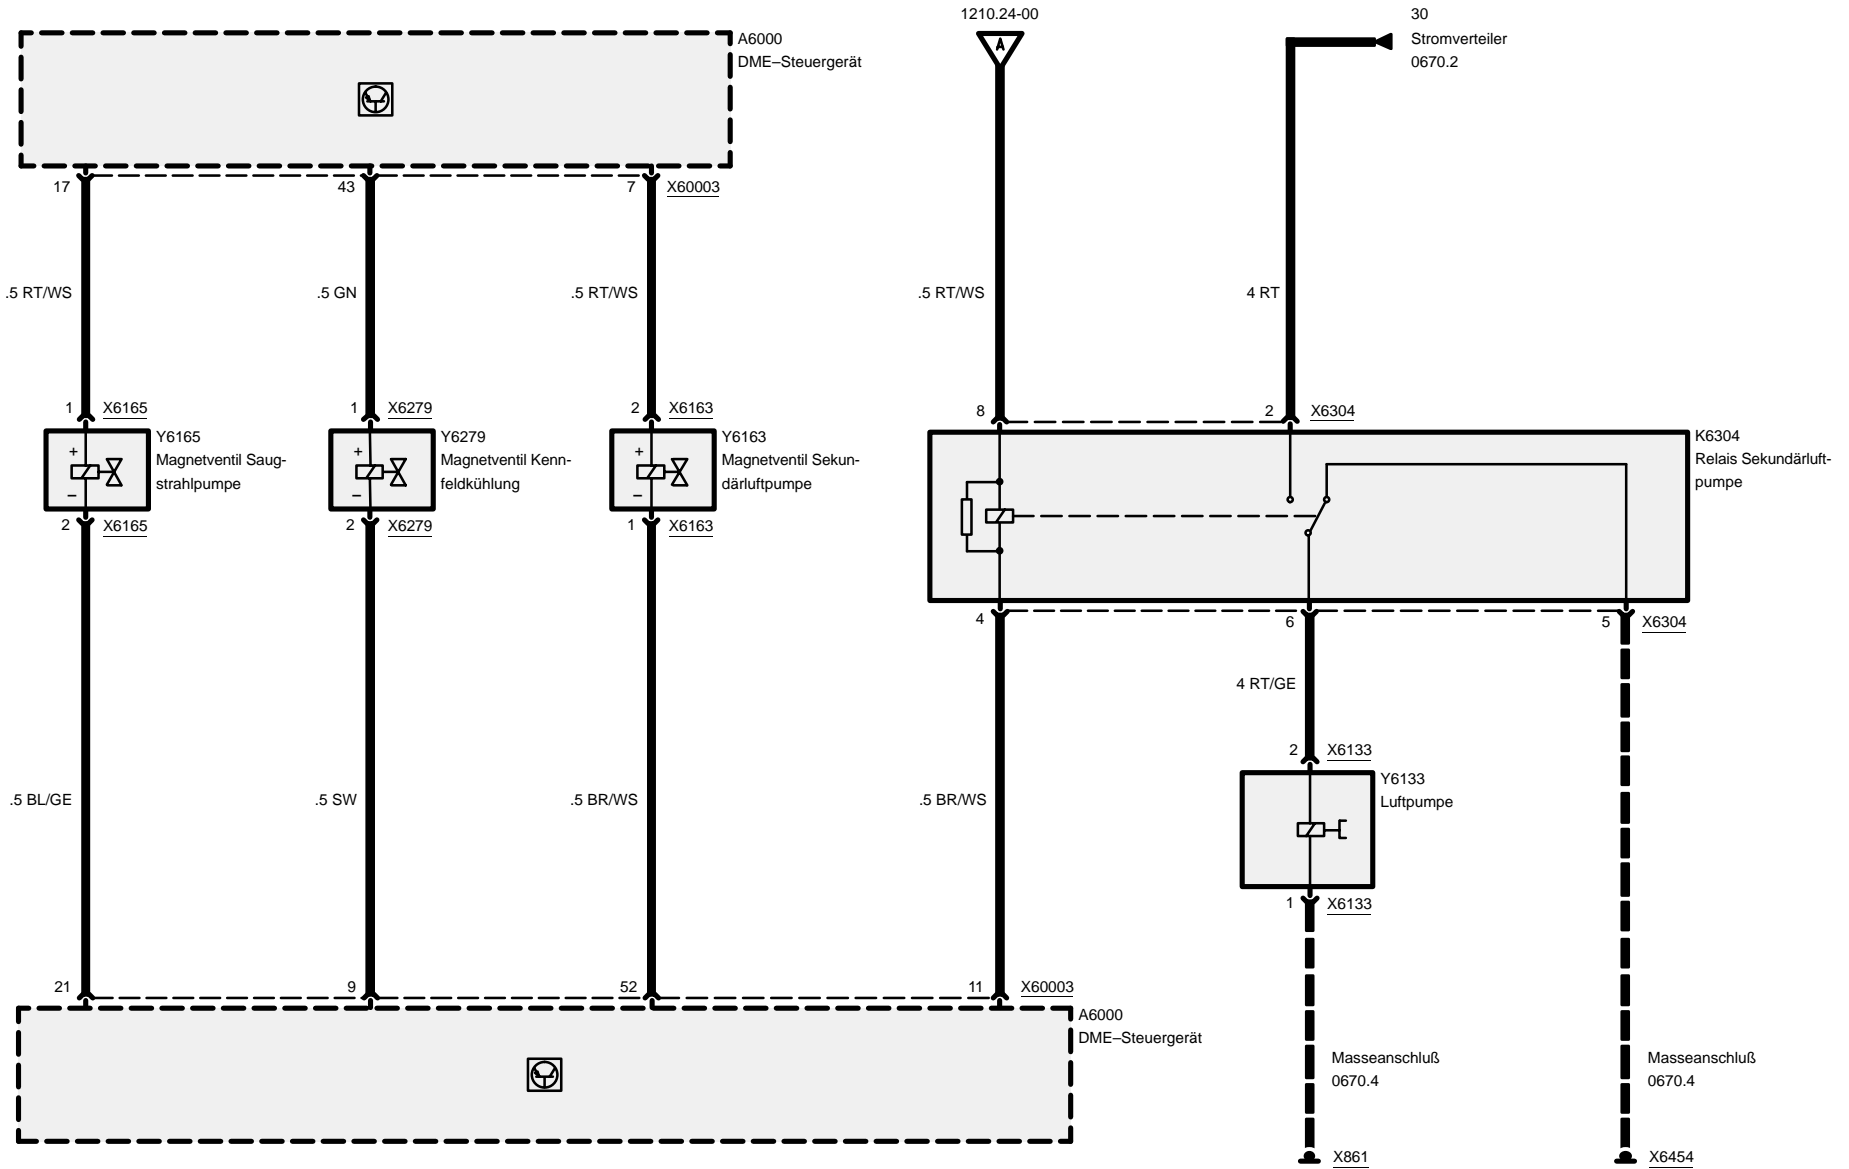 1210.24-00
30
A
A6000
Stromverteiler
DME–Steuergerät
0670.2
17
43
7
X60003
.5 RT/WS
.5 GN
.5 RT/WS
.5 RT/WS
4 RT
1
X6165
1
X6279
2
X6163
8
2
X6304
Y6165
Magnetventil Saug-
strahlpumpe
+
–
Y6279
Magnetventil Kenn-
feldkühlung
+
–
Y6163
Magnetventil Sekun-
därluftpumpe
+
–
K6304
Relais Sekundärluft-
pumpe
2
X6165
2
X6279
1
X6163
4
6
5
X6304
4 RT/GE
2
X6133
Y6133
Luftpumpe
.5 BL/GE
.5 SW
.5 BR/WS
.5 BR/WS
1
X6133
21
9
52
11
X60003
A6000
DME–Steuergerät
Masseanschluß
0670.4
Masseanschluß
0670.4
X861
X6454